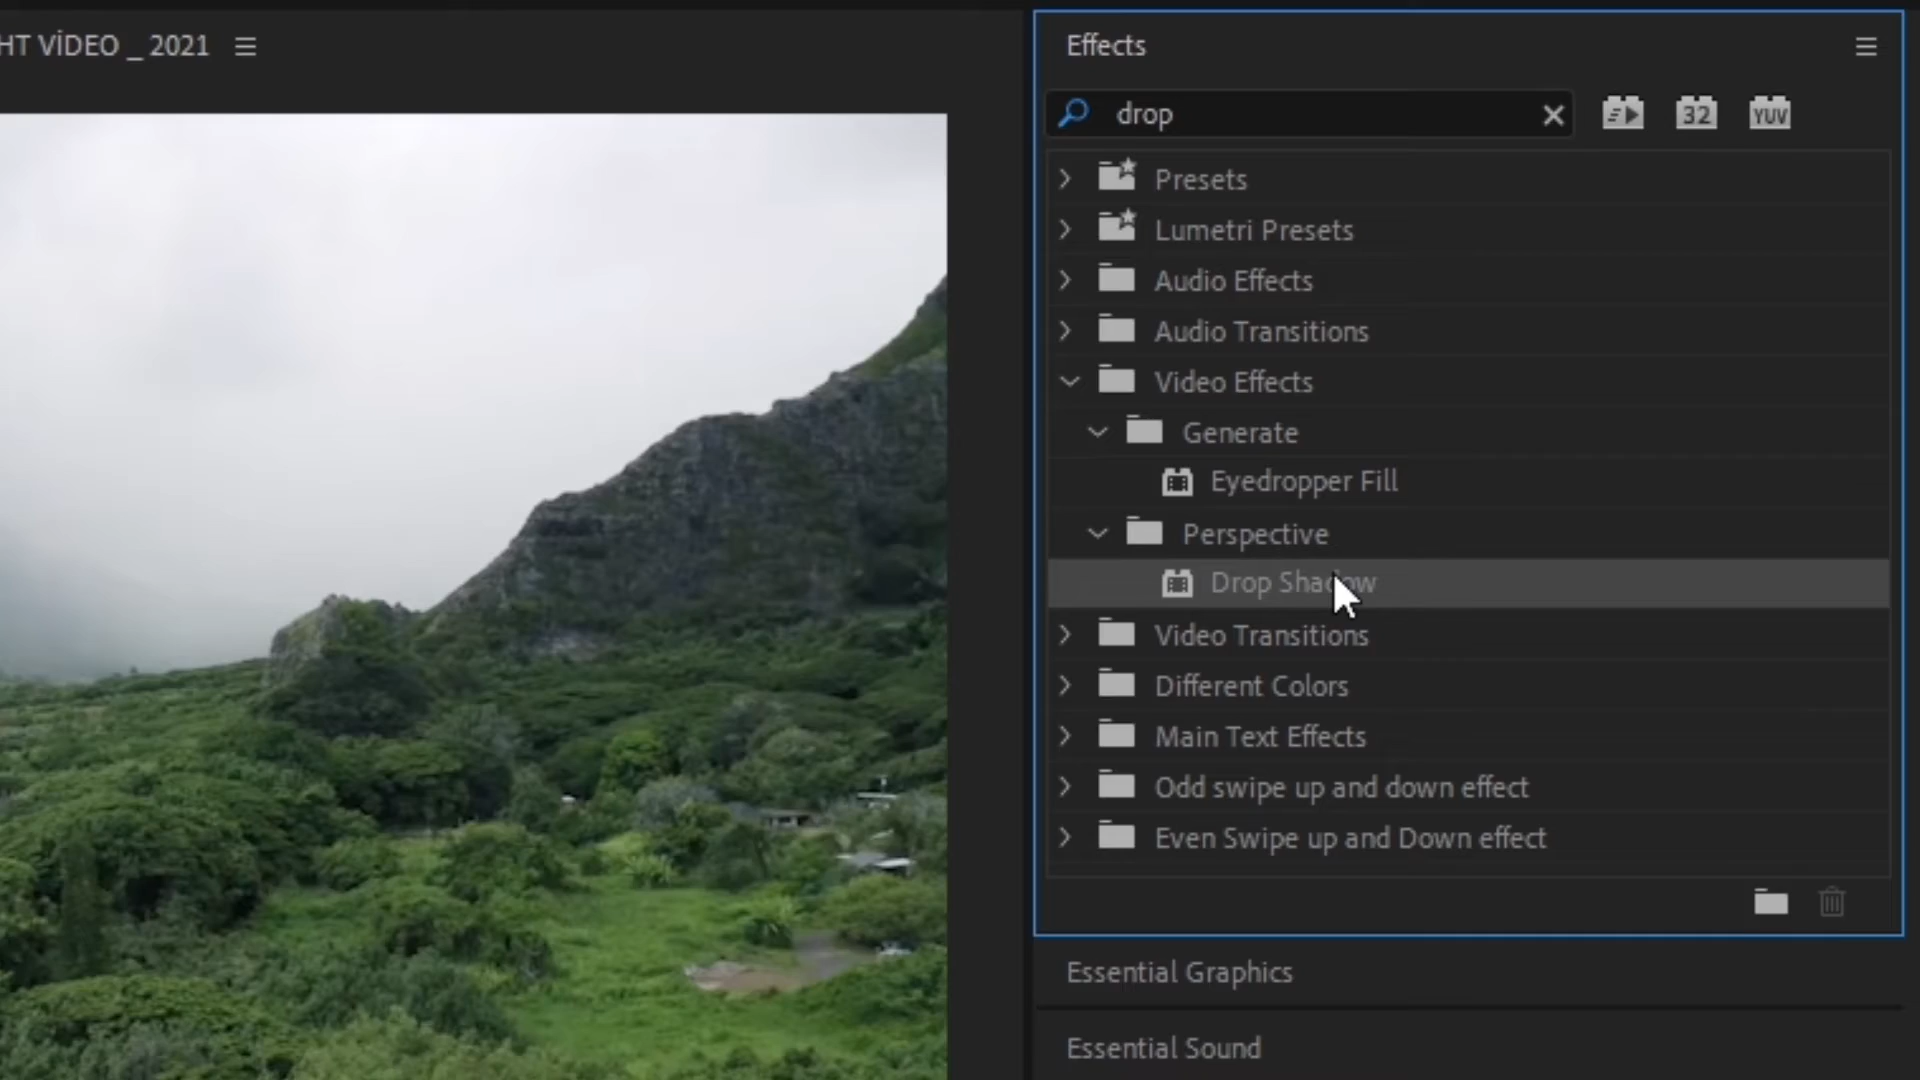 HT VİDEO _ 2021
Effects
drop
32
YUV
Presets
Lumetri Presets
Audio Effects
Audio Transitions
Video Effects
Generate
Eyedropper Fill
Perspective
Drop Shadow
Video Transitions
Different Colors
Main Text Effects
Odd swipe up and down effect
Even Swipe up and Down effect
Essential Graphics
Essential Sound